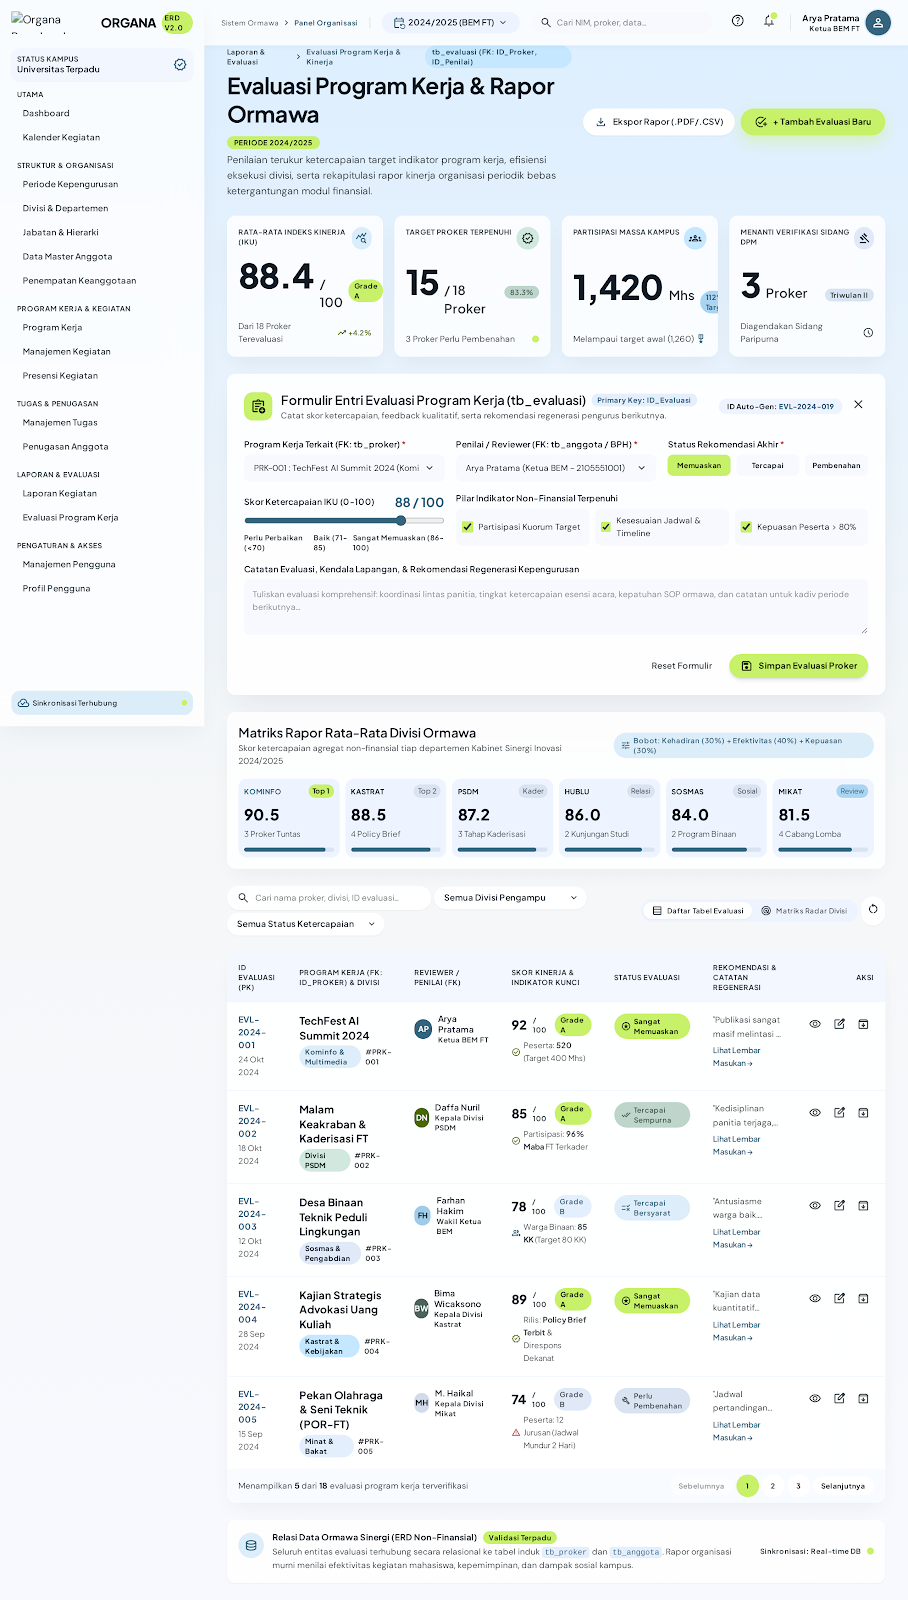 Organa
ORGANA
ERD V2.0
STATUS KAMPUS
Universitas Terpadu
UTAMA
Dashboard
Kalender Kegiatan
STRUKTUR & ORGANISASI
Periode Kepengurusan
Divisi & Departemen
Jabatan & Hierarki
Data Master Anggota
Penempatan Keanggotaan
PROGRAM KERJA & KEGIATAN
Program Kerja
Manajemen Kegiatan
Presensi Kegiatan
TUGAS & PENUGASAN
Manajemen Tugas
Penugasan Anggota
LAPORAN & EVALUASI
Laporan Kegiatan
Evaluasi Program Kerja
PENGATURAN & AKSES
Manajemen Pengguna
Profil Pengguna
Sinkronisasi Terhubung
Sistem Ormawa > Panel Organisasi
2024/2025 (BEM FT)
Cari NIM, proker, data...
Arya Pratama
Ketua BEM FT
Laporan & Evaluasi > Evaluasi Program Kerja & Kinerja
tb_evaluasi (FK: ID_Proker, ID_Penilai)
Evaluasi Program Kerja & Rapor
Ormawa
PERIODE 2024/2025
Penilaian terukur ketercapaian target indikator program kerja, efisiensi
eksekusi divisi, serta rekapitulasi rapor kinerja organisasi periodik bebas
ketergantungan modul finansial.
Ekspor Rapor (.PDF/.CSV)
+ Tambah Evaluasi Baru
RATA-RATA INDEKS KINERJA
(IKU)
88.4 / 100
Grade A
Dari 18 Proker
Terevaluasi
+4.2%
TARGET PROKER TERPENUHI
15 / 18 Proker
83.3%
3 Proker Perlu Pembenahan
PARTISIPASI MASSA KAMPUS
1,420 Mhs
Melampaui target awal (1,260)
MENANTI VERIFIKASI SIDANG
DPM
3 Proker
Triwulan II
Diagendakan Sidang
Paripurna
Formulir Entri Evaluasi Program Kerja (tb_evaluasi)
Primary Key: ID_Evaluasi
Catat skor ketercapaian, feedback kualitatif, serta rekomendasi regenerasi pengurus berikutnya.
ID Auto-Gen: EVL-2024-019
Program Kerja Terkait (FK: tb_proker) *
PRK-001 : TechFest AI Summit 2024 (Komi
Penilai / Reviewer (FK: tb_anggota / BPH) *
Arya Pratama (Ketua BEM - 2105551001)
Status Rekomendasi Akhir *
Memuaskan
Tercapai
Pembenahan
Skor Ketercapaian IKU (0-100)
88 / 100
Perlu Perbaikan (<70)
Baik (71-85)
Sangat Memuaskan (86-100)
Pilar Indikator Non-Finansial Terpenuhi
Partisipasi Kuorum Target
Kesesuaian Jadwal & Timeline
Kepuasan Peserta > 80%
Catatan Evaluasi, Kendala Lapangan, & Rekomendasi Regenerasi Kepengurusan
Tuliskan evaluasi komprehensif: koordinasi lintas panitia, tingkat ketercapaian esensi acara, kepatuhan SOP ormawa, dan catatan untuk kadiv periode
berikutnya...
Reset Formulir
Simpan Evaluasi Proker
Matriks Rapor Rata-Rata Divisi Ormawa
Skor ketercapaian agregat non-finansial tiap departemen Kabinet Sinergi Inovasi
2024/2025
Bobot: Kehadiran (30%) + Efektivitas (40%) + Kepuasan
(30%)
KOMINFO
Top 1
90.5
3 Proker Tuntas
KASTRAT
Top 2
88.5
4 Policy Brief
PSDM
Kader
87.2
3 Tahap Kaderisasi
HUBLU
Relasi
86.0
2 Kunjungan Studi
SOSMAS
Sosial
84.0
2 Program Binaan
MIKAT
Review
81.5
4 Cabang Lomba
Cari nama proker, divisi, ID evaluasi...
Semua Divisi Pengampu
Semua Status Ketercapaian
Daftar Tabel Evaluasi
Matriks Radar Divisi
ID EVALUASI (PK)
PROGRAM KERJA (FK: ID_PROKER) & DIVISI
REVIEWER / PENILAI (FK)
SKOR KINERJA & INDIKATOR KUNCI
STATUS EVALUASI
REKOMENDASI & CATATAN REGENERASI
AKSI
EVL-2024-001
24 Okt 2024
TechFest AI Summit 2024
Kominfo & Multimedia
#PRK-001
AP
Arya Pratama
Ketua BEM FT
92 / 100
Grade A
Peserta: 520 (Target 400 Mhs)
Sangat Memuaskan
"Publikasi sangat masif melintasi ...
Lihat Lembar Masukan →
EVL-2024-002
18 Okt 2024
Malam Keakraban & Kaderisasi FT
Divisi PSDM
#PRK-002
DN
Daffa Nuril
Kepala Divisi PSDM
85 / 100
Grade A
Partisipasi: 96% Maba FT Terkader
Tercapai Sempurna
"Kedisiplinan panitia terjaga,...
Lihat Lembar Masukan →
EVL-2024-003
12 Okt 2024
Desa Binaan Teknik Peduli Lingkungan
Sosmas & Pengabdian
#PRK-003
FH
Farhan Hakim
Wakil Ketua BEM
78 / 100
Grade B
Warga Binaan: 85 KK (Target 80 KK)
Tercapai Bersyarat
"Antusiasme warga baik....
Lihat Lembar Masukan →
EVL-2024-004
28 Sep 2024
Kajian Strategis Advokasi Uang Kuliah
Kastrat & Kebijakan
#PRK-004
BW
Bima Wicaksono
Kepala Divisi Kastrat
89 / 100
Grade A
Rilis: Policy Brief Terbit & Direspons Dekanat
Sangat Memuaskan
"Kajian data kuantitatif...
Lihat Lembar Masukan →
EVL-2024-005
15 Sep 2024
Pekan Olahraga & Seni Teknik (POR-FT)
Minat & Bakat
#PRK-005
MH
M. Haikal
Kepala Divisi Mikat
74 / 100
Grade B
Peserta: 12 Jurusan (Jadwal Mundur 2 Hari)
Perlu Pembenahan
"Jadwal pertandingan...
Lihat Lembar Masukan →
Menampilkan 5 dari 18 evaluasi program kerja terverifikasi
Sebelumnya 1 2 3 Selanjutnya
Relasi Data Ormawa Sinergi (ERD Non-Finansial)
Validasi Terpadu
Seluruh entitas evaluasi terhubung secara relasional ke tabel induk tb_proker dan tb_anggota. Rapor organisasi
murni menilai efektivitas kegiatan mahasiswa, kepemimpinan, dan dampak sosial kampus.
Sinkronisasi: Real-time DB